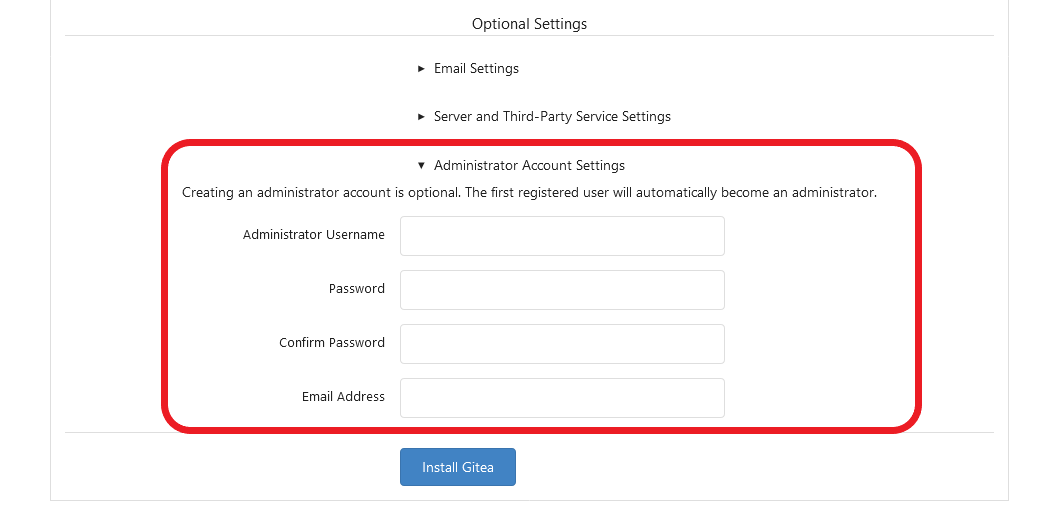 Optional Settings
Email Settings
Server and Third-Party Service Settings
Administrator Account Settings
Creating an administrator account is optional. The first registered user will automatically become an administrator.
Administrator Username
Password
Confirm Password
Email Address
Install Gitea